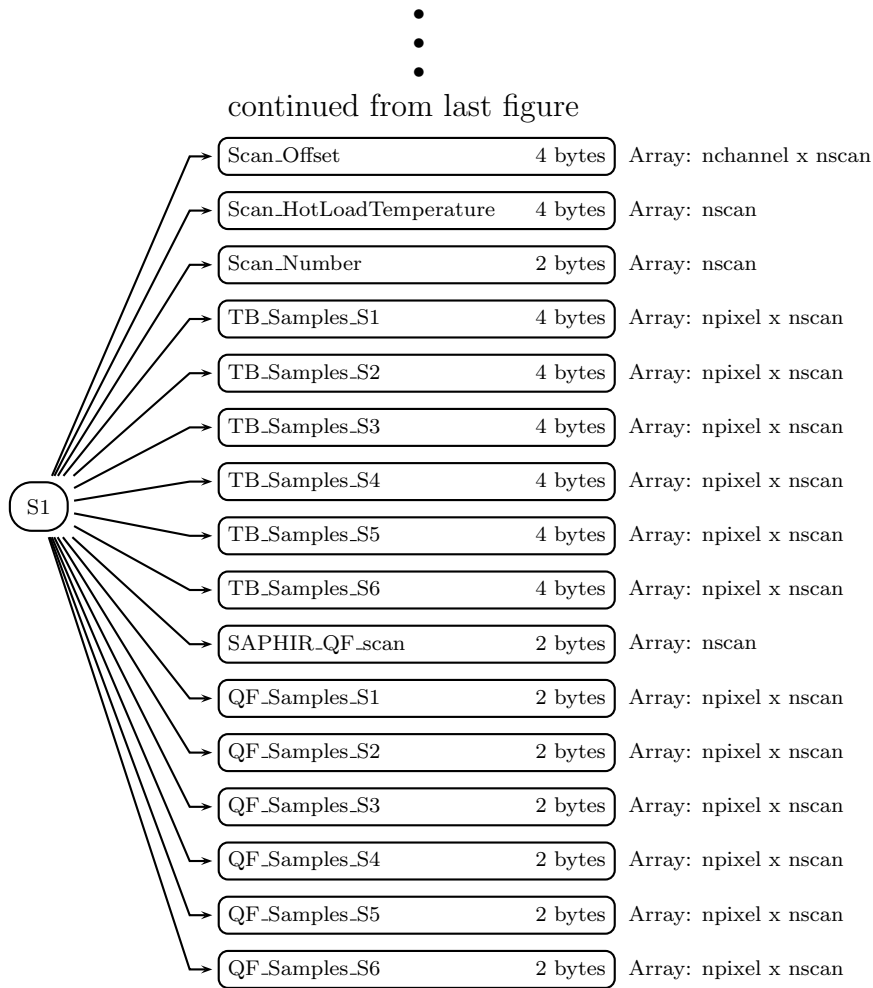 continued from last figure
Scan_Offset 4 bytes Array: nchannel x nscan
Scan_HotLoadTemperature 4 bytes Array: nscan
Scan_Number 2 bytes Array: nscan
TB_Samples_S1 4 bytes Array: npixel x nscan
TB_Samples_S2 4 bytes Array: npixel x nscan
TB_Samples_S3 4 bytes Array: npixel x nscan
TB_Samples_S4 4 bytes Array: npixel x nscan
S1
TB_Samples_S5 4 bytes Array: npixel x nscan
TB_Samples_S6 4 bytes Array: npixel x nscan
SAPHIR_QF_scan 2 bytes Array: nscan
QF_Samples_S1 2 bytes Array: npixel x nscan
QF_Samples_S2 2 bytes Array: npixel x nscan
QF_Samples_S3 2 bytes Array: npixel x nscan
QF_Samples_S4 2 bytes Array: npixel x nscan
QF_Samples_S5 2 bytes Array: npixel x nscan
QF_Samples_S6 2 bytes Array: npixel x nscan